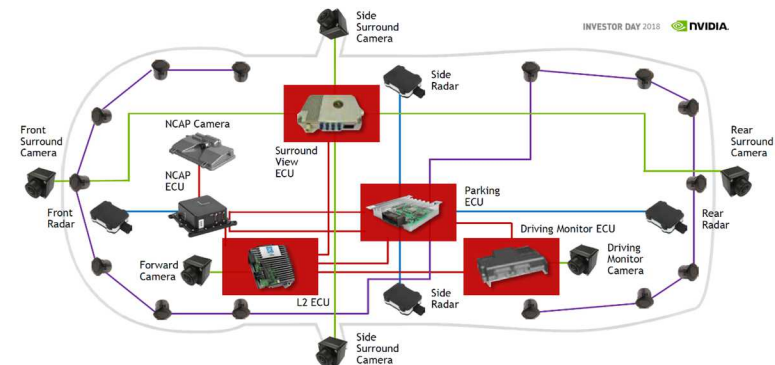 Side
Surround
Camera
INVESTOR DAY 2018 NVIDIA.
Side
Radar
NCAP Camera
Front
Surround
Camera
NCAP
ECU
Surround
View
ECU
Rear
Surround
Camera
Parking
ECU
Front
Radar
Driving Monitor ECU
Rear
Radar
Forward
Camera
Driving
Monitor
Camera
L2 ECU
Side
Radar
Side
Surround
Camera